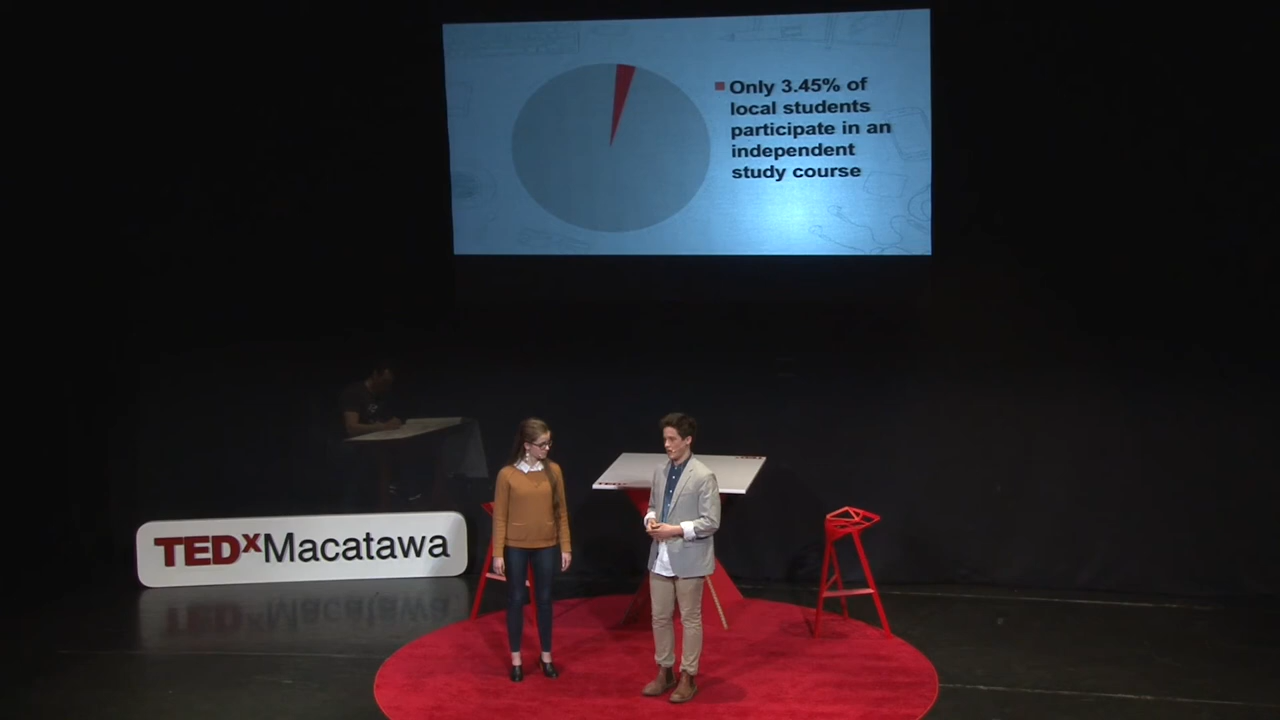 Only 3.45% of
local students
participate in an
independent
study course
TEDxMacatawa